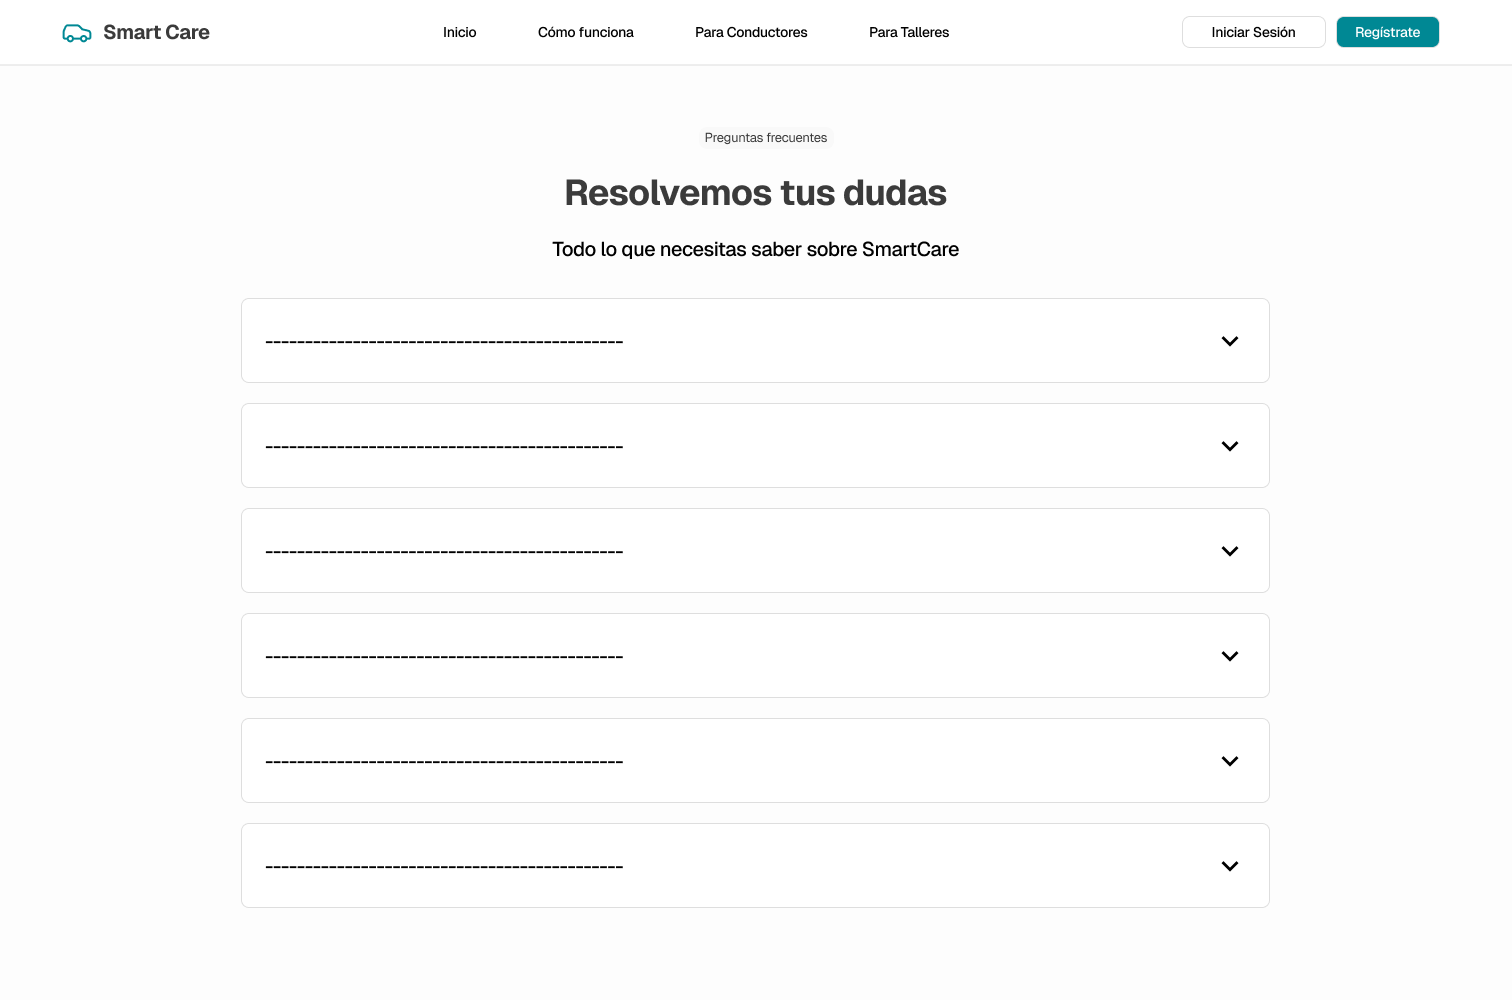 Smart Care
Inicio
Cómo funciona
Para Conductores
Para Talleres
Iniciar Sesión
Regístrate
Preguntas frecuentes
Resolvemos tus dudas
Todo lo que necesitas saber sobre SmartCare
---------------------------------------------
---------------------------------------------
---------------------------------------------
---------------------------------------------
---------------------------------------------
---------------------------------------------